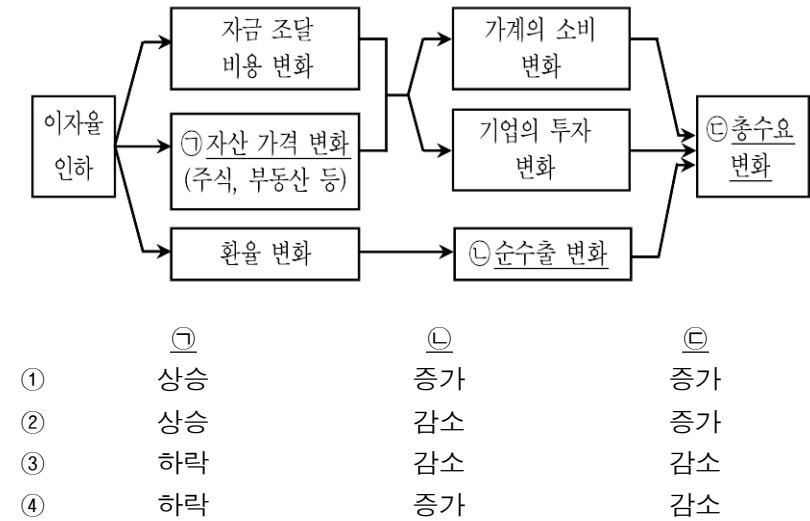 자금 조달
비용 변화
가계의 소비
변화
이자율
인하
㉠자산 가격 변화
(주식, 부동산 등)
기업의 투자
변화
㉢총수요
변화
환율 변화
㉡순수출 변화
㉠ ㉡ ㉢
① 상승 증가 증가
② 상승 감소 증가
③ 하락 감소 감소
④ 하락 증가 감소